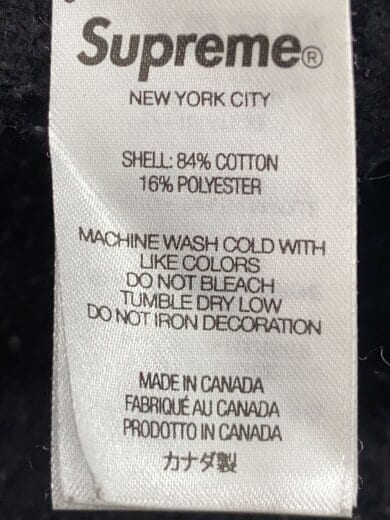 Supreme®
NEW YORK CITY
SHELL: 84% COTTON
16% POLYESTER
MACHINE WASH COLD WITH
LIKE COLORS
DO NOT BLEACH
TUMBLE DRY LOW
DO NOT IRON DECORATION
MADE IN CANADA
FABRIQUÉ AU CANADA
PRODOTTO IN CANADA
カナダ製